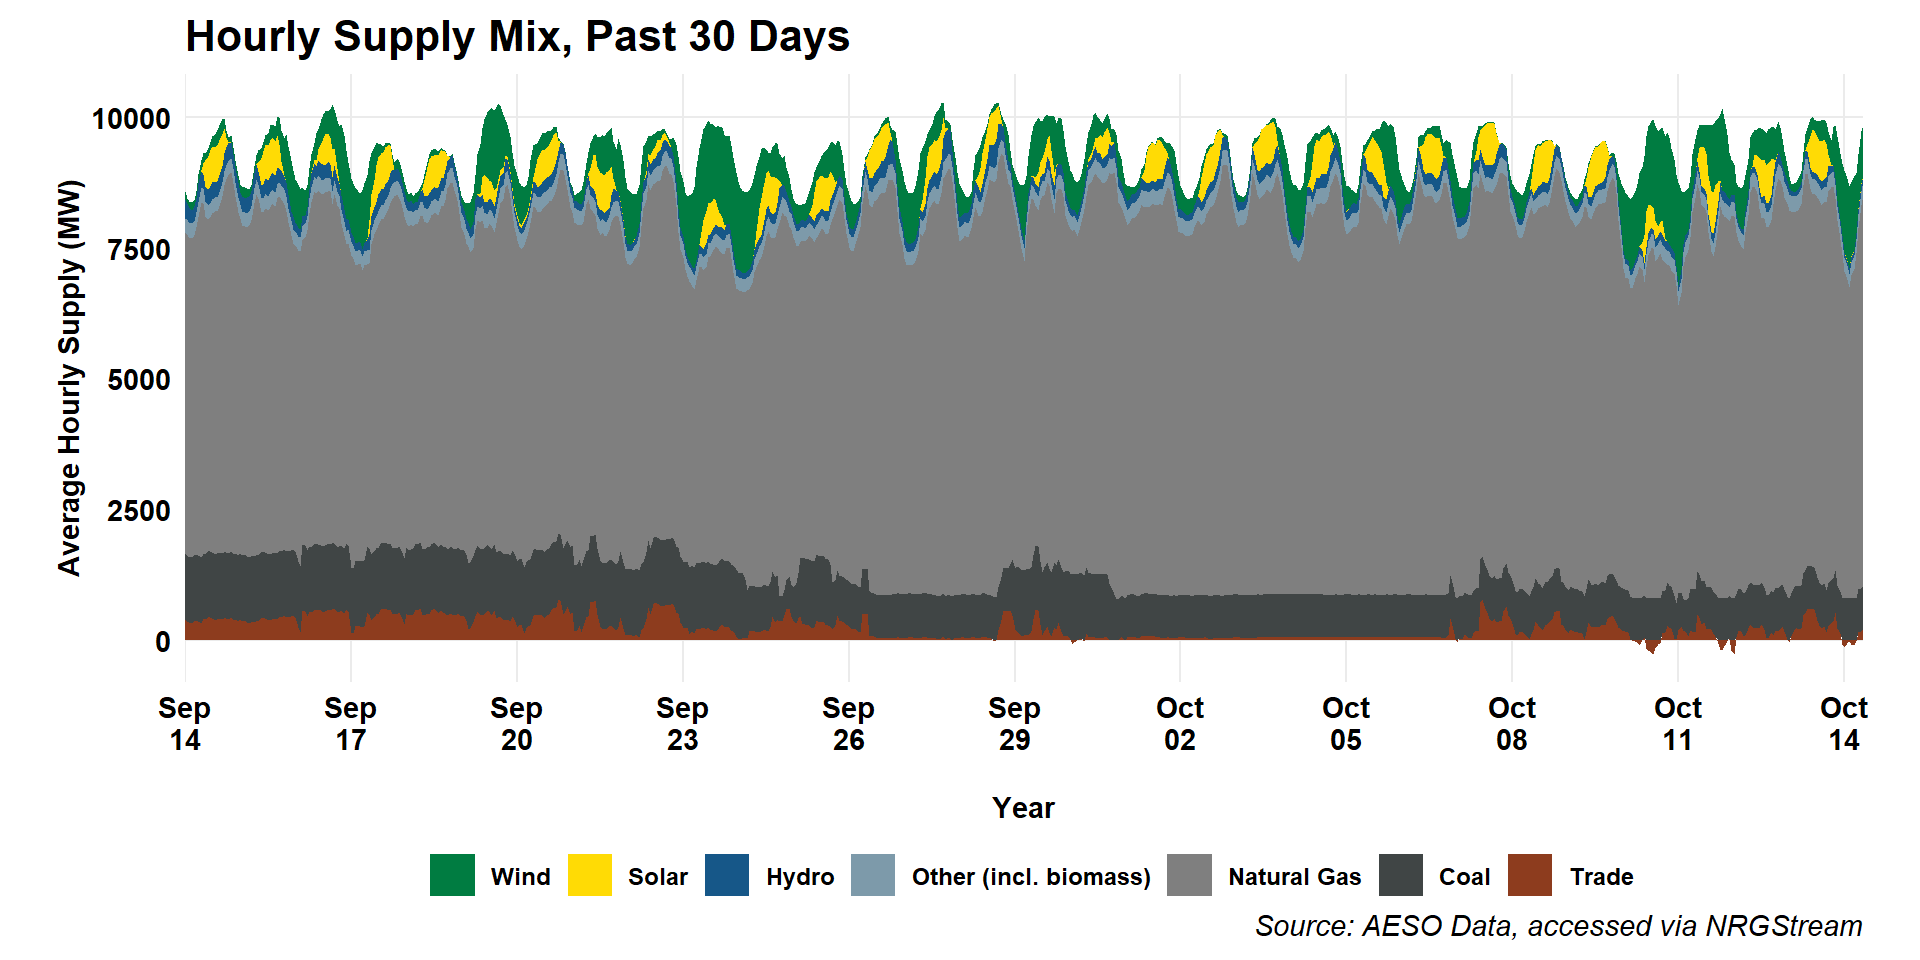 Hourly Supply Mix, Past 30 Days
Average Hourly Supply (MW)
10000
7500
5000
2500
0
Sep Sep Sep Sep Sep Sep Oct Oct Oct Oct Oct
14 17 20 23 26 29 02 05 08 11 14
Year
Wind Solar Hydro Other (incl. biomass) Natural Gas Coal Trade
Source: AESO Data, accessed via NRGStream